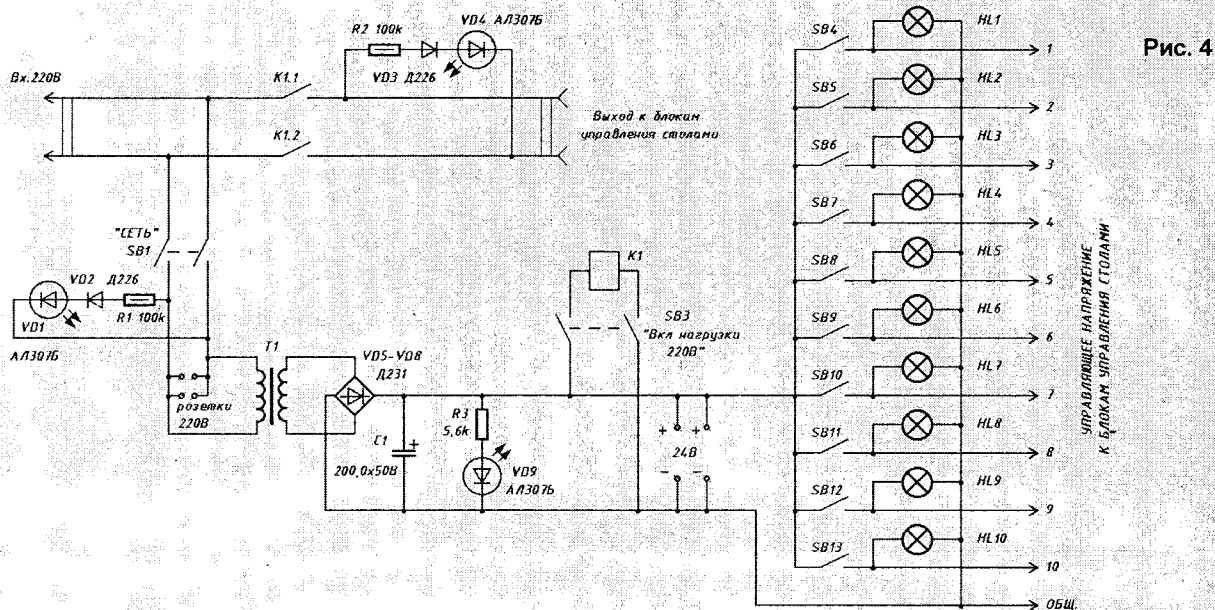 Рис. 4
R2 100k
VD4 АЛ307Б
VD3 Д226
Вх.220В
K1.1
K1.2
Выход к блокам
управления столами
"СЕТЬ"
SB1
VD2 Д226
R1 100k
VD1
АЛ307Б
T1
розетки
220В
VD5-VD8
Д231
C1
+
200,0x50В
R3
5,6k
VD9
АЛ307Б
K1
SB3
"Вкл нагрузки
220В"
+ +
24В
- -
SB4 HL1 1
SB5 HL2 2
SB6 HL3 3
SB7 HL4 4
SB8 HL5 5
SB9 HL6 6
SB10 HL7 7
SB11 HL8 8
SB12 HL9 9
SB13 HL10 10
ОБЩ.
УПРАВЛЯЮЩЕЕ НАПРЯЖЕНИЕ
К БЛОКАМ УПРАВЛЕНИЯ СТОЛАМИ